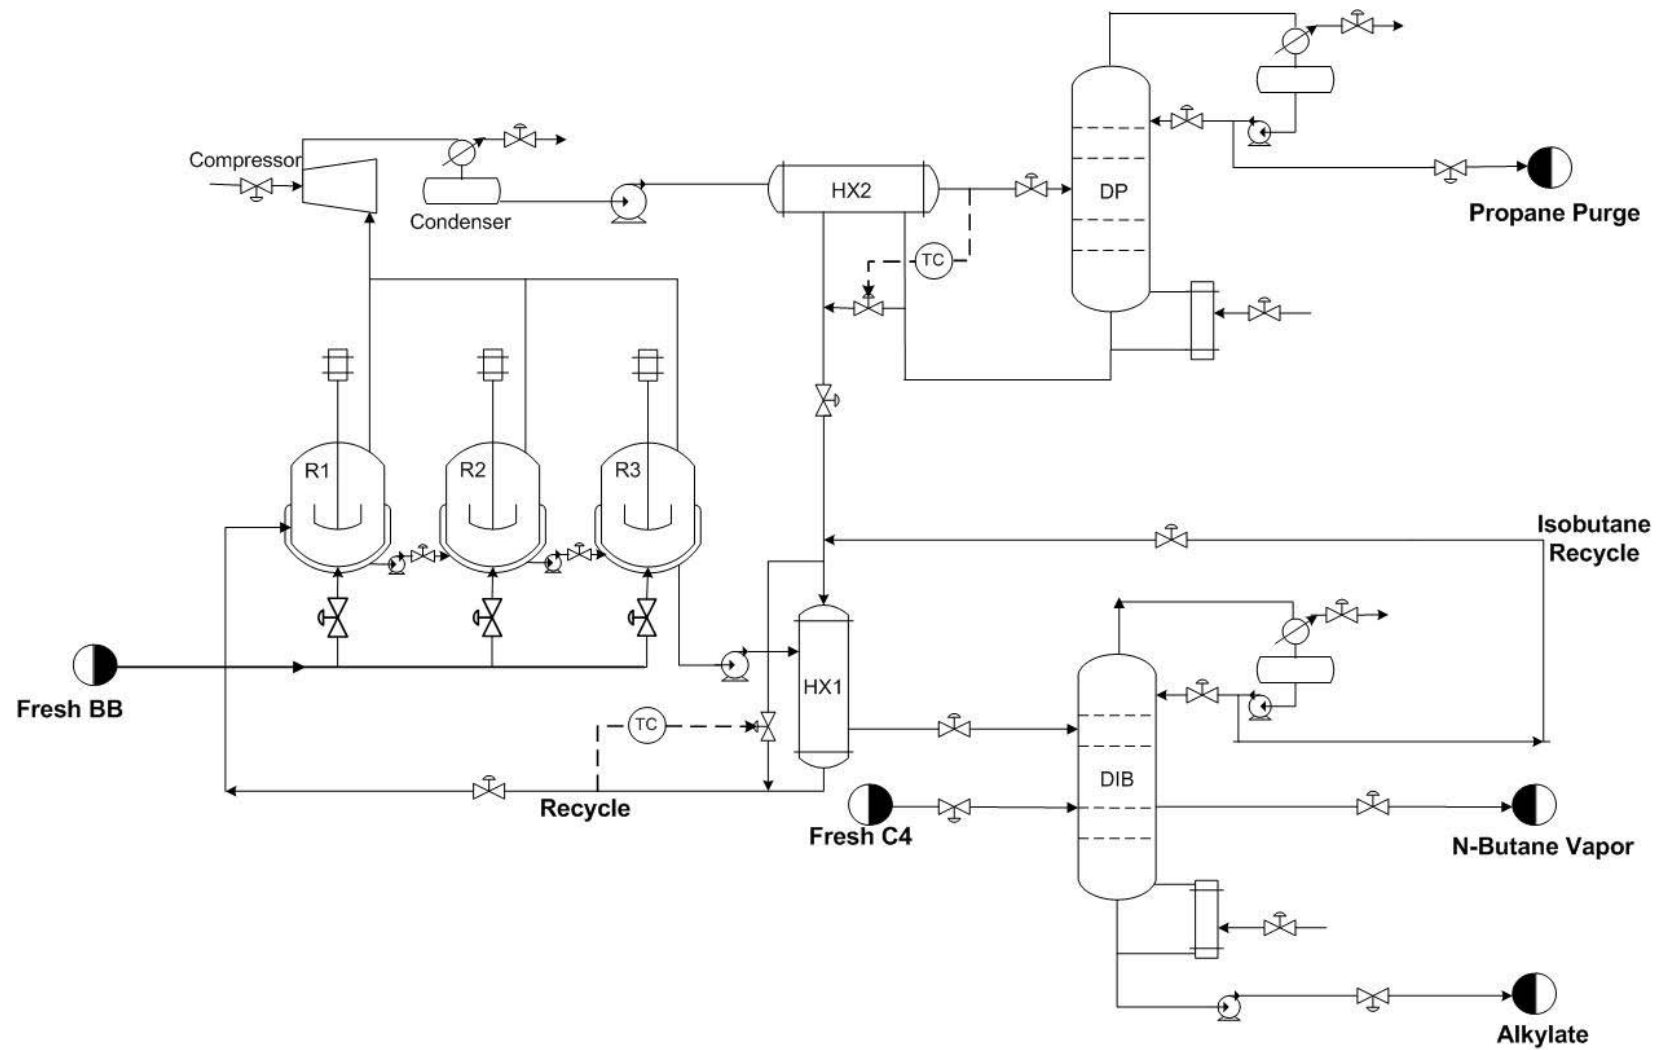 Compressor
Condenser
HX2
DP
Propane Purge
TC
R1
R2
R3
Isobutane
Recycle
Fresh BB
HX1
TC
Recycle
DIB
Fresh C4
N-Butane Vapor
Alkylate